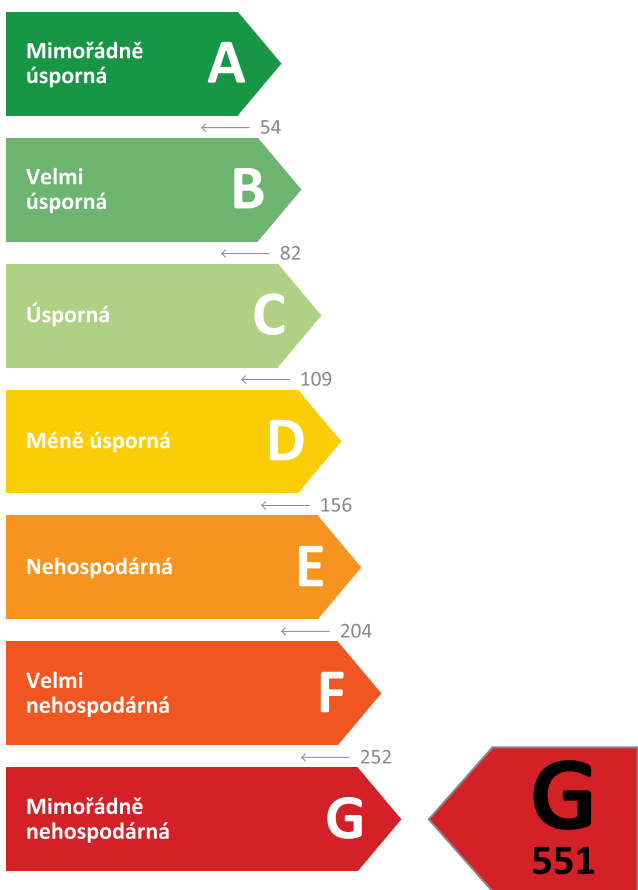 Mimořádně
úsporná
A
54
Velmi
úsporná
B
82
Úsporná
C
109
Méně úsporná
D
156
Nehospodárná
E
204
Velmi
nehospodárná
F
252
Mimořádně
nehospodárná
G
G
551